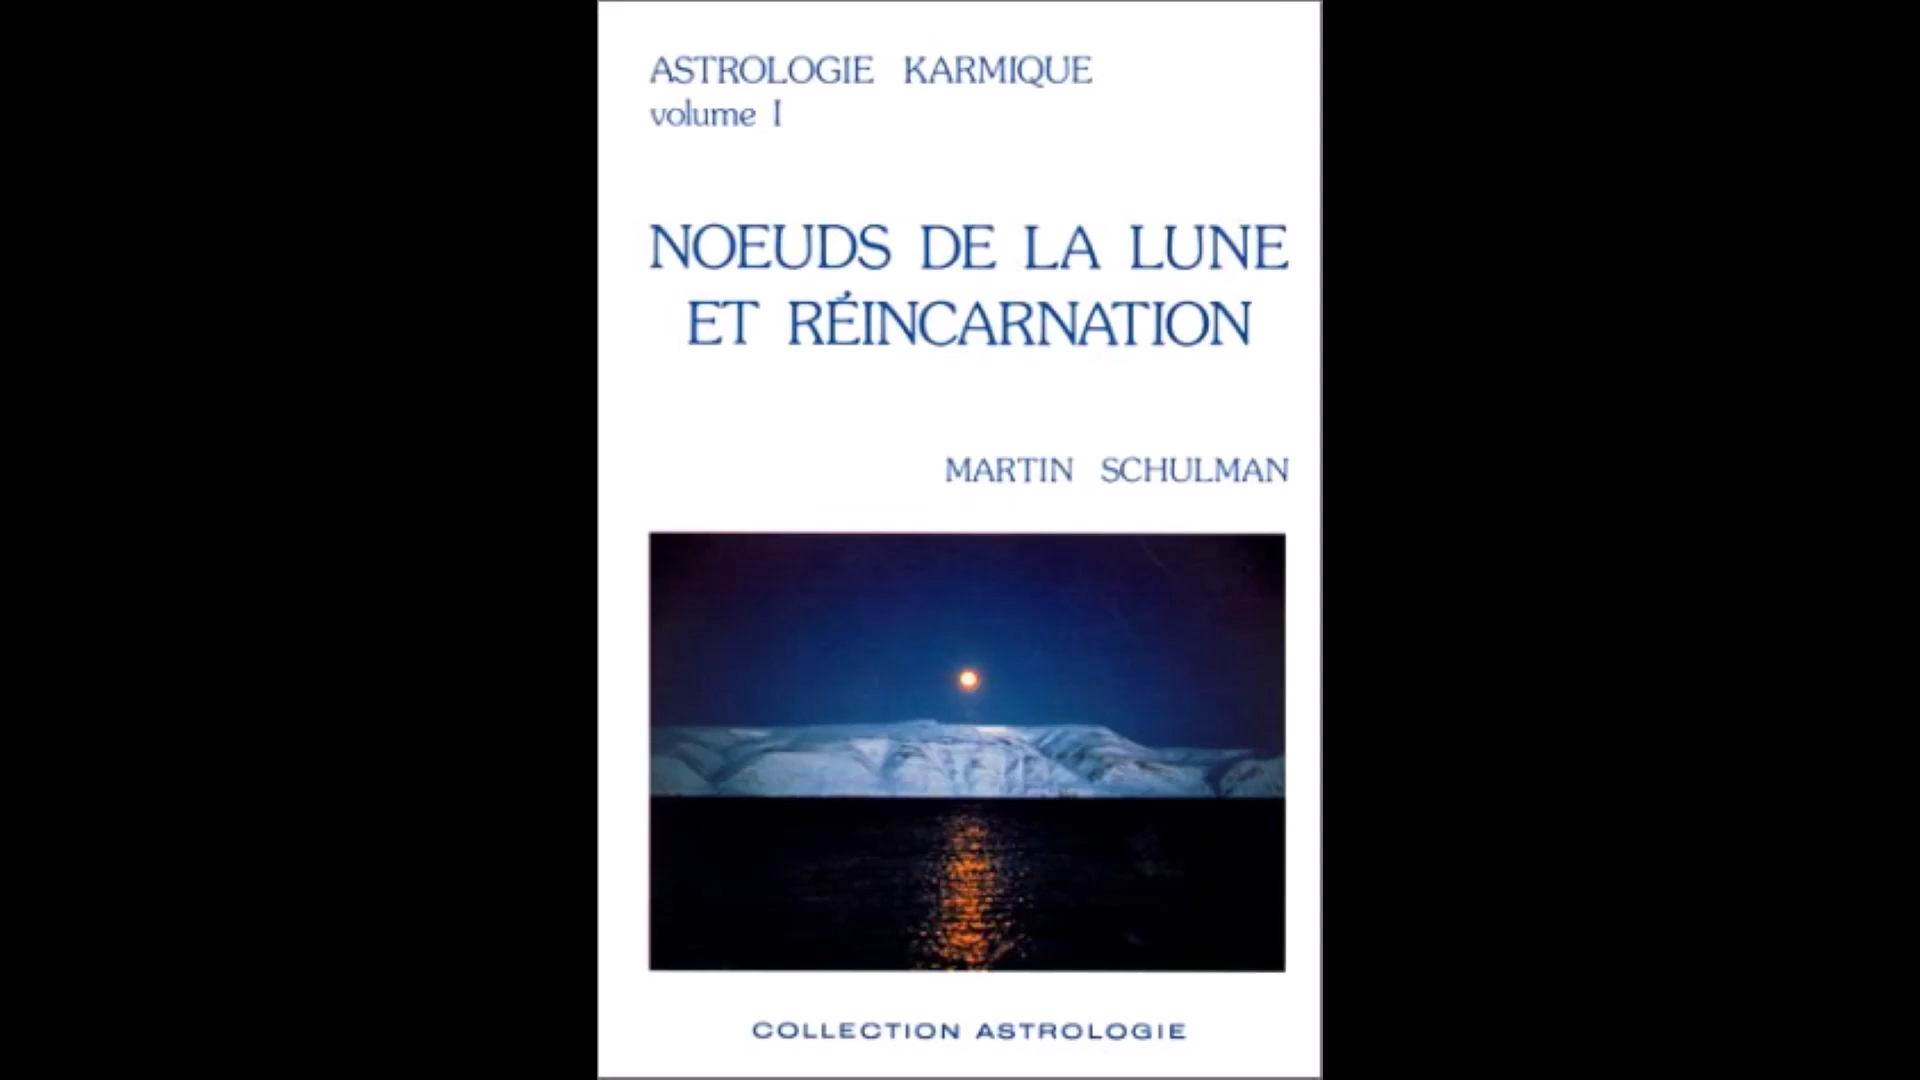 ASTROLOGIE KARMIQUE
volume I
NOEUDS DE LA LUNE
ET RÉINCARNATION
MARTIN SCHULMAN
COLLECTION ASTROLOGIE